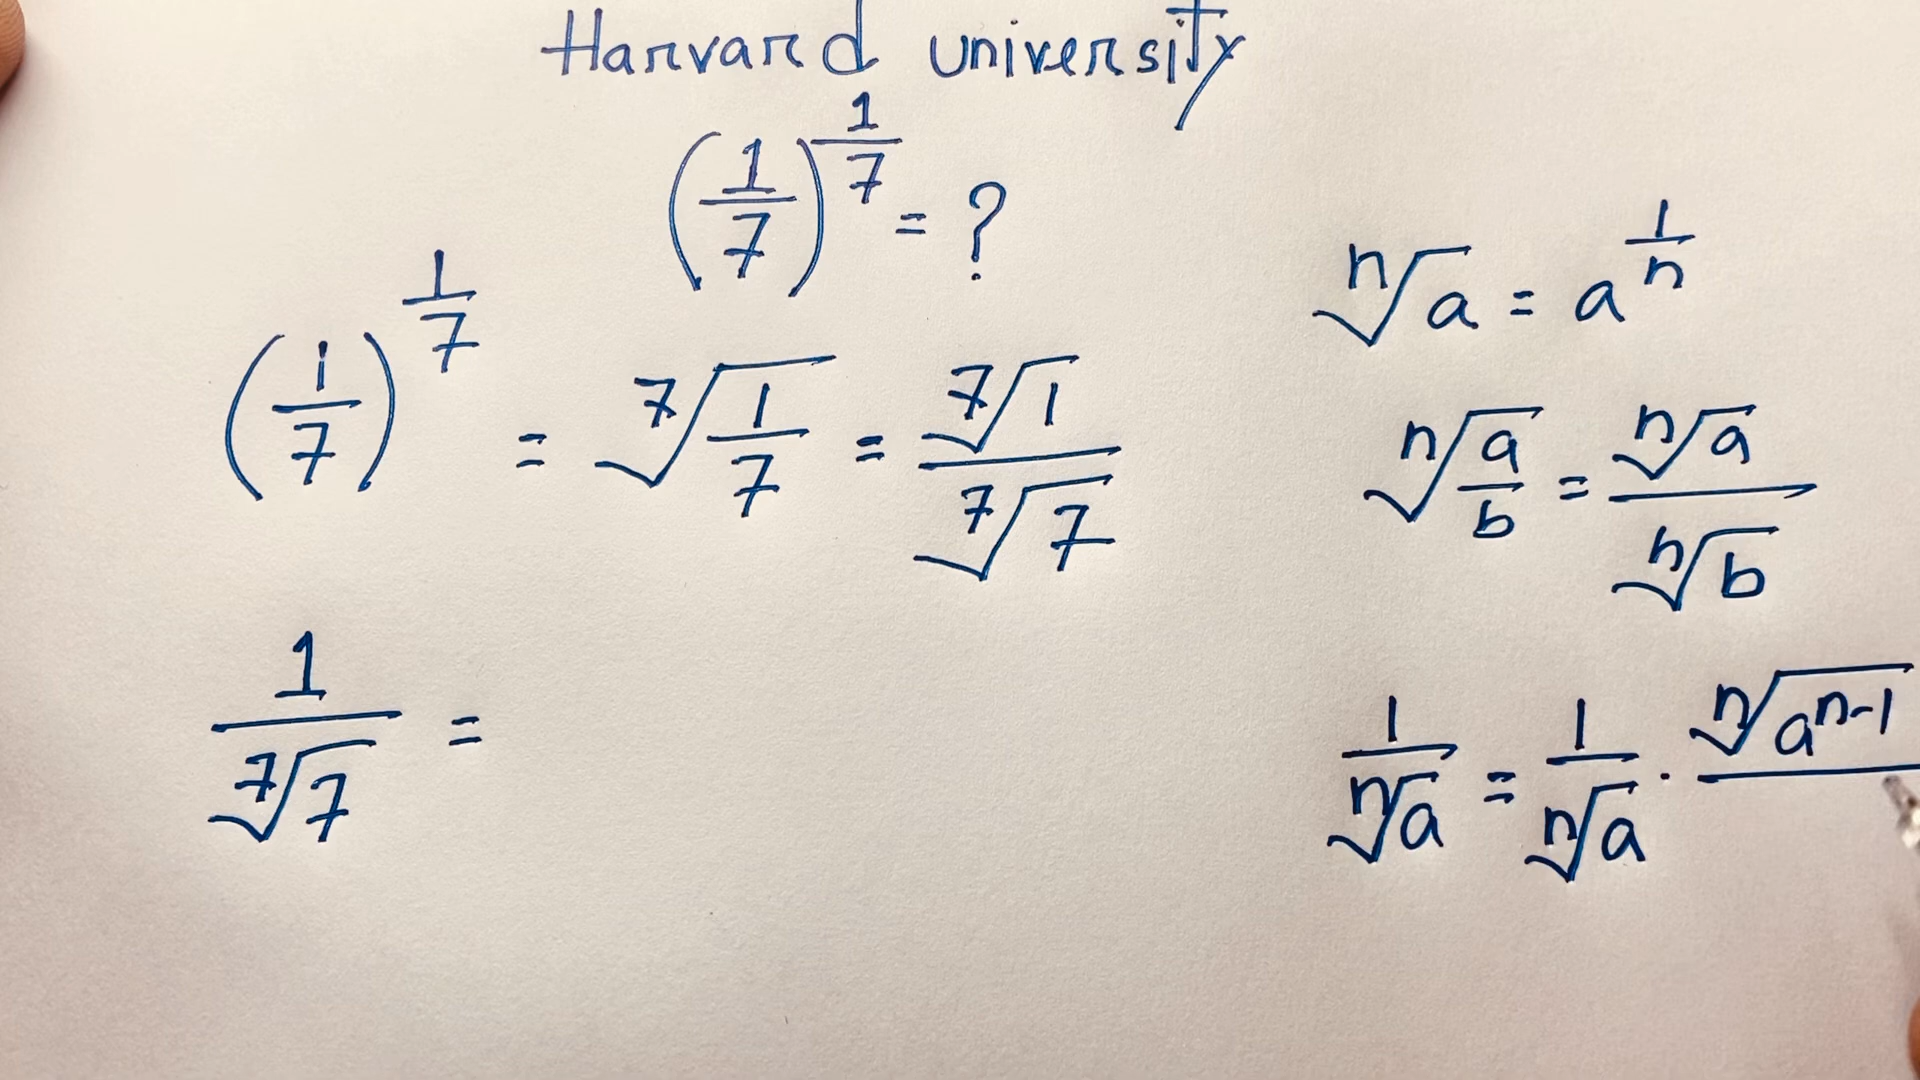 Harvard university
(1/7)^(1/7) = ?
(1/7)^(1/7) = ⁷√(1/7) = ⁷√1 / ⁷√7
1 / ⁷√7 =
ⁿ√a = a^(1/n)
ⁿ√(a/b) = ⁿ√a / ⁿ√b
1 / ⁿ√a = 1 / ⁿ√a · ⁿ√(a^(n-1)) /